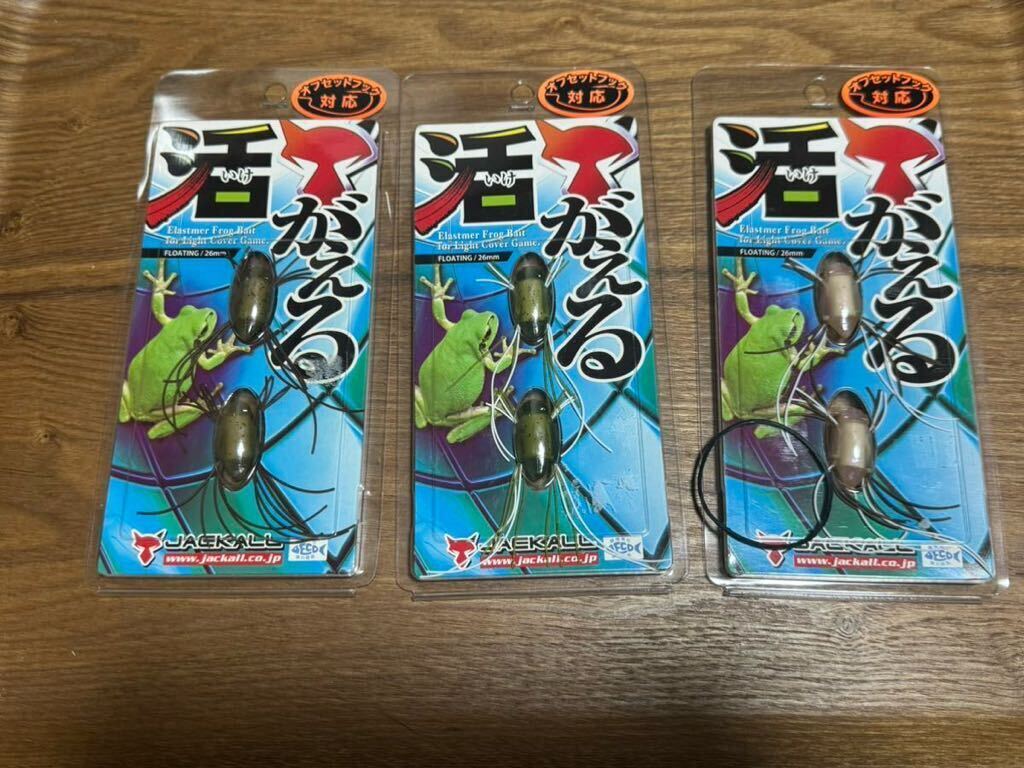 オフセットフック
対応
活
いけ
がえる
Elastmer Frog Bait
for Light Cover Game.
FLOATING / 26mm
JACKALL
www.jackall.co.jp
オフセットフック
対応
活
いけ
がえる
Elastmer Frog Bait
for Light Cover Game.
FLOATING / 26mm
JACKALL
www.jackall.co.jp
FECO
オフセットフック
対応
活
いけ
がえる
Elastmer Frog Bait
for Light Cover Game.
FLOATING / 26mm
JACKALL
www.jackall.co.jp